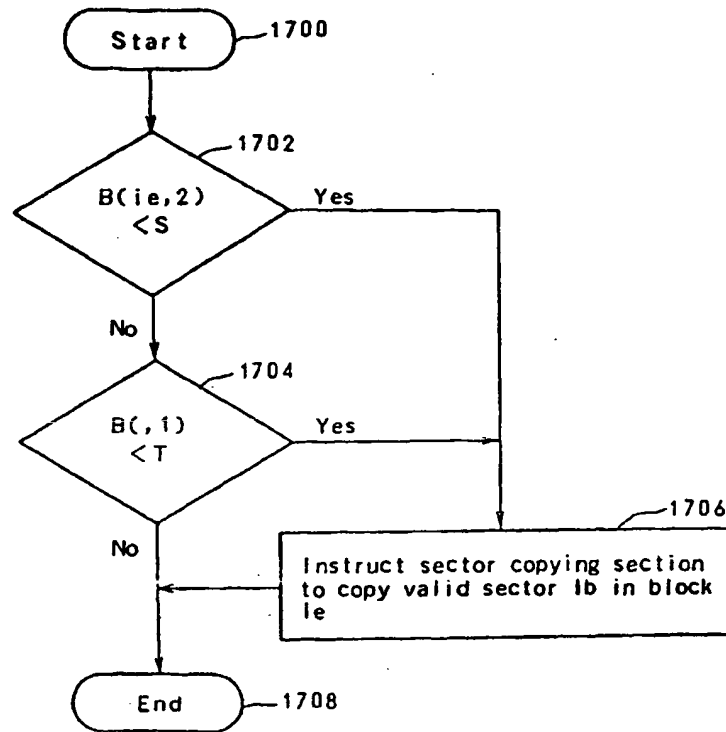 Start
1700
1702
B(ie,2)
<S
Yes
No
1704
B(,1)
<T
Yes
No
1706
Instruct sector copying section
to copy valid sector Ib in block
Ie
End
1708